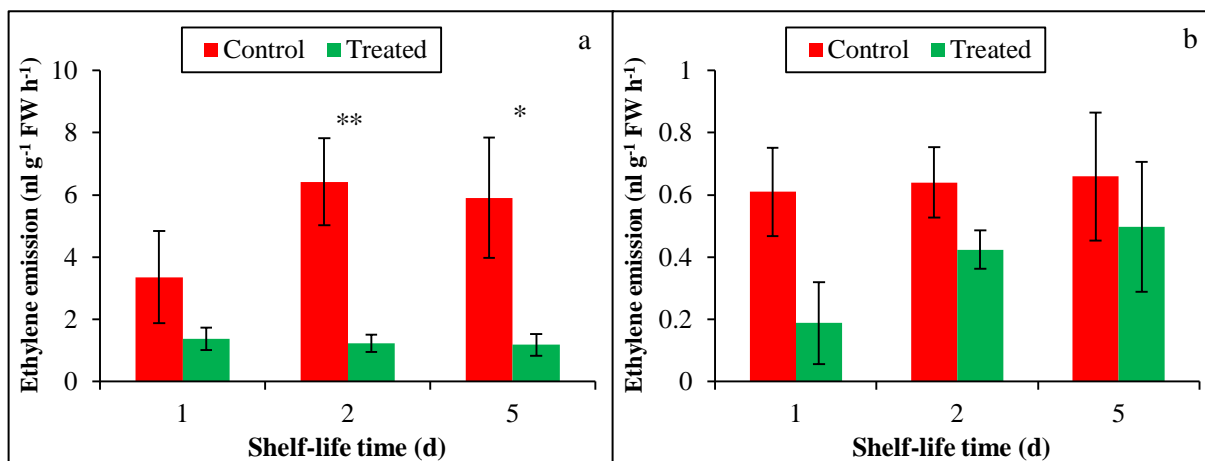 Control Treated
a
Ethylene emission (nl g-1 FW h-1)
10
8
6
4
2
0
**
*
1 2 5
Shelf-life time (d)
Control Treated
b
Ethylene emission (nl g-1 FW h-1)
1
0.8
0.6
0.4
0.2
0
1 2 5
Shelf-life time (d)